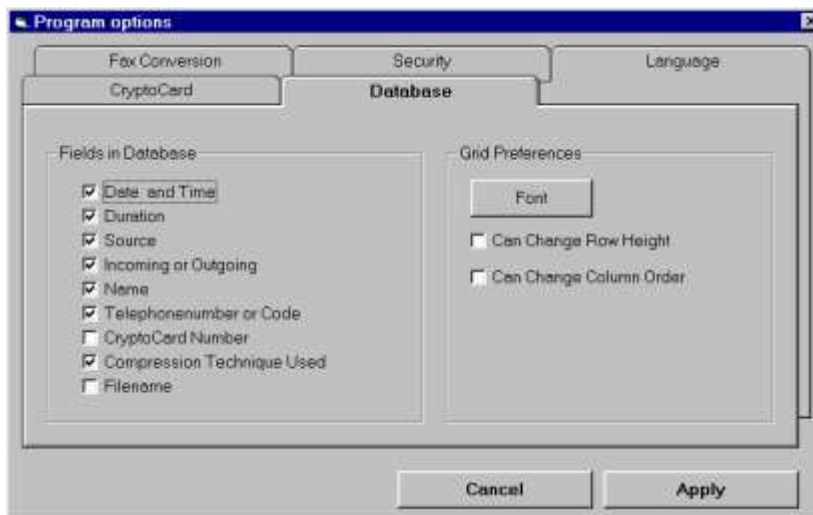 Program options
Fax Conversion
Security
Language
CryptoCard
Database
Fields in Database
Date and Time
Duration
Source
Incoming or Outgoing
Name
Telephonenumber or Code
CryptoCard Number
Compression Technique Used
Filename
Grid Preferences
Font
Can Change Row Height
Can Change Column Order
Cancel
Apply